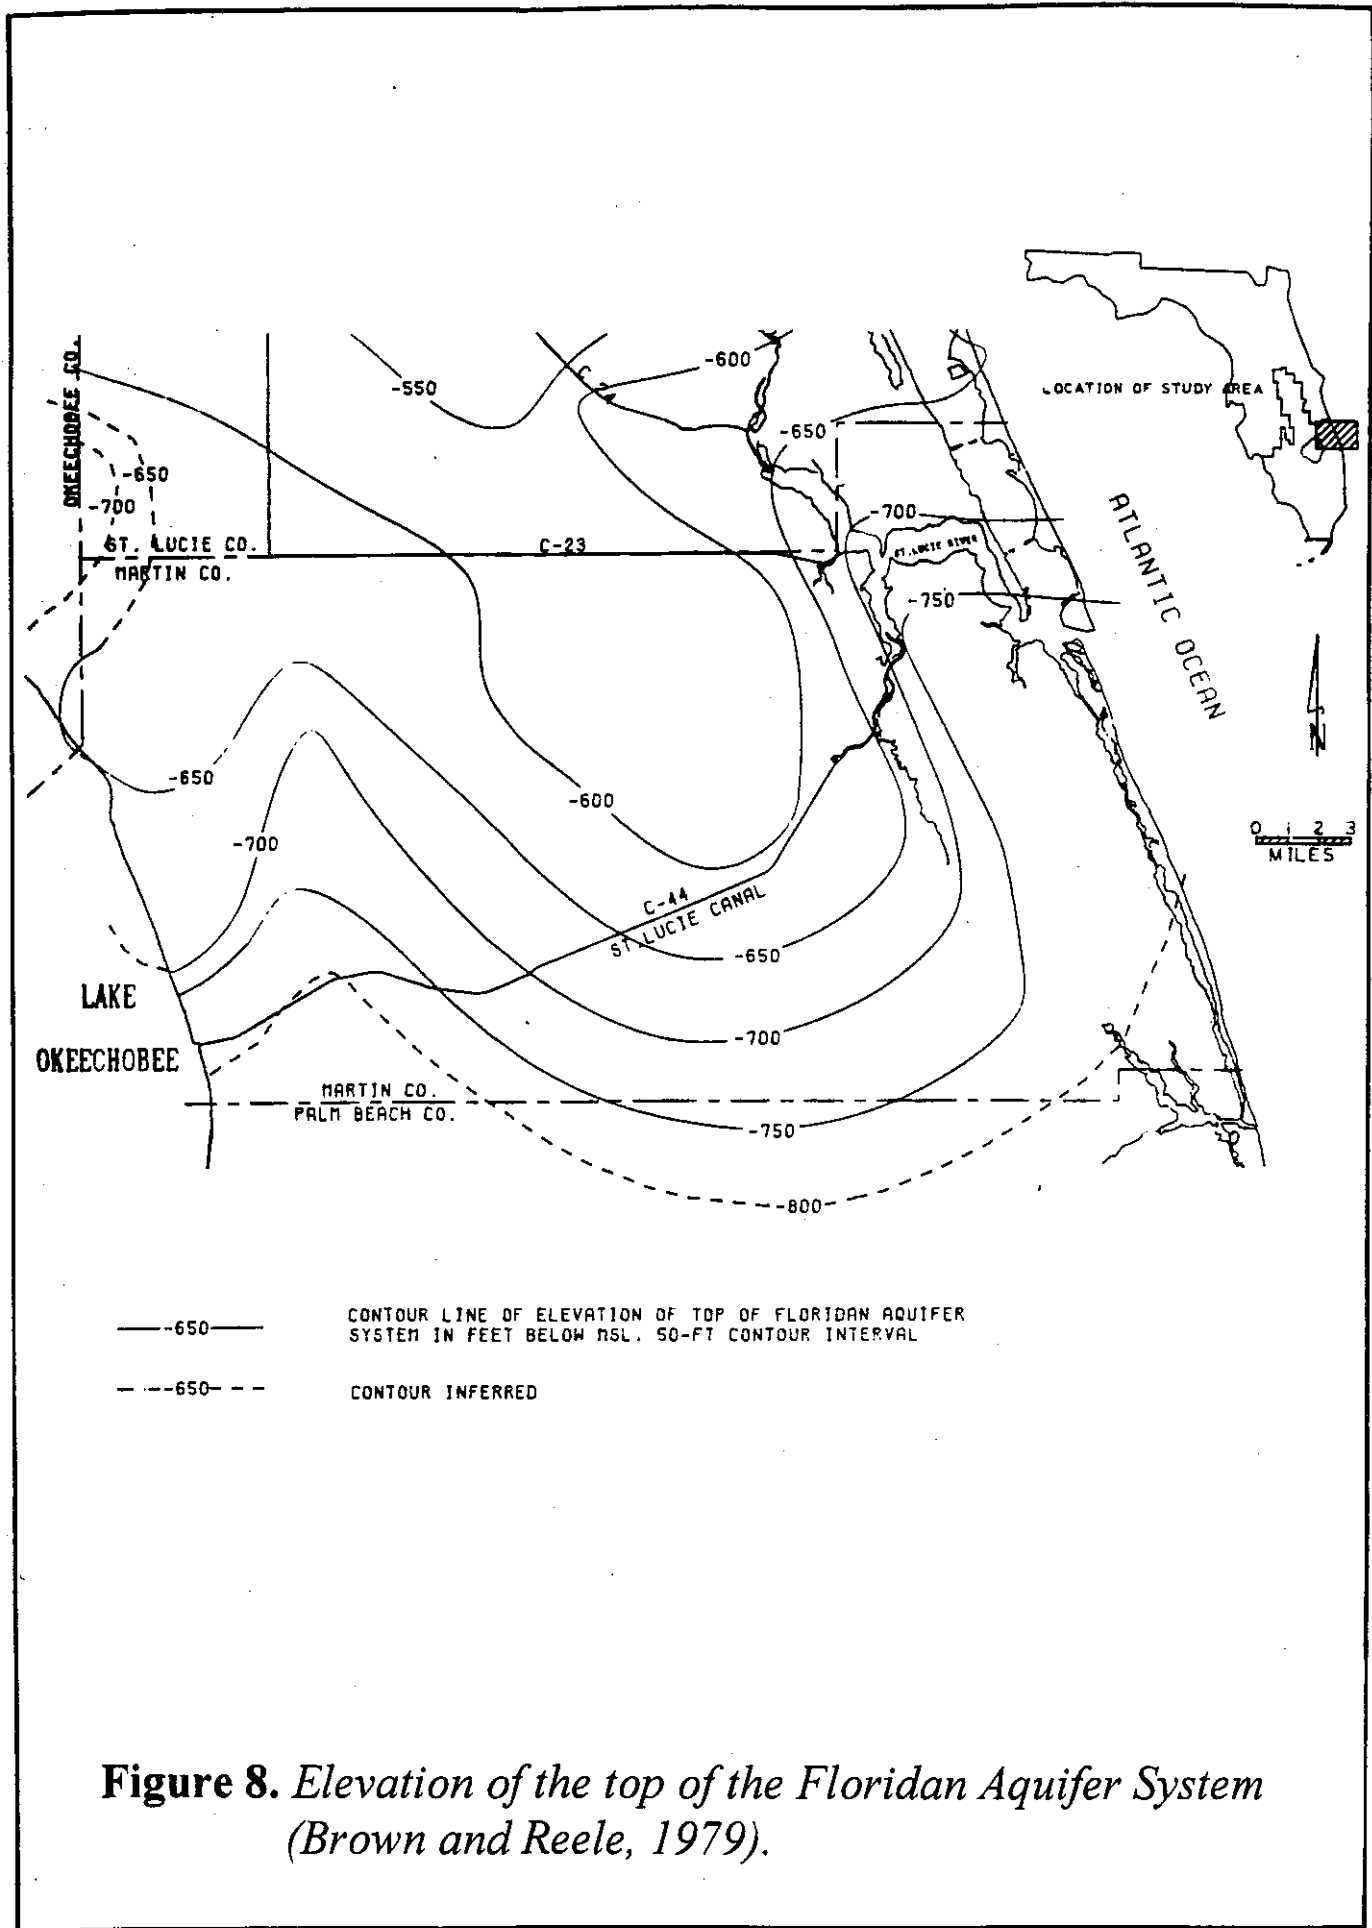 LOCATION OF STUDY AREA
OKEECHOBEE CO.
-550
-600
-650
-650
-700
-700
ST. LUCIE CO.
MARTIN CO.
C-23
ST. LUCIE RIVER
-750
ATLANTIC OCEAN
N
-650
-600
-700
0 1 2 3
MILES
C-44
ST. LUCIE CANAL
-650
LAKE
OKEECHOBEE
-700
MARTIN CO.
PALM BEACH CO.
-750
-800
-650
CONTOUR LINE OF ELEVATION OF TOP OF FLORIDAN AQUIFER
SYSTEM IN FEET BELOW MSL. 50-FT CONTOUR INTERVAL
-650
CONTOUR INFERRED
Figure 8. Elevation of the top of the Floridan Aquifer System
(Brown and Reele, 1979).